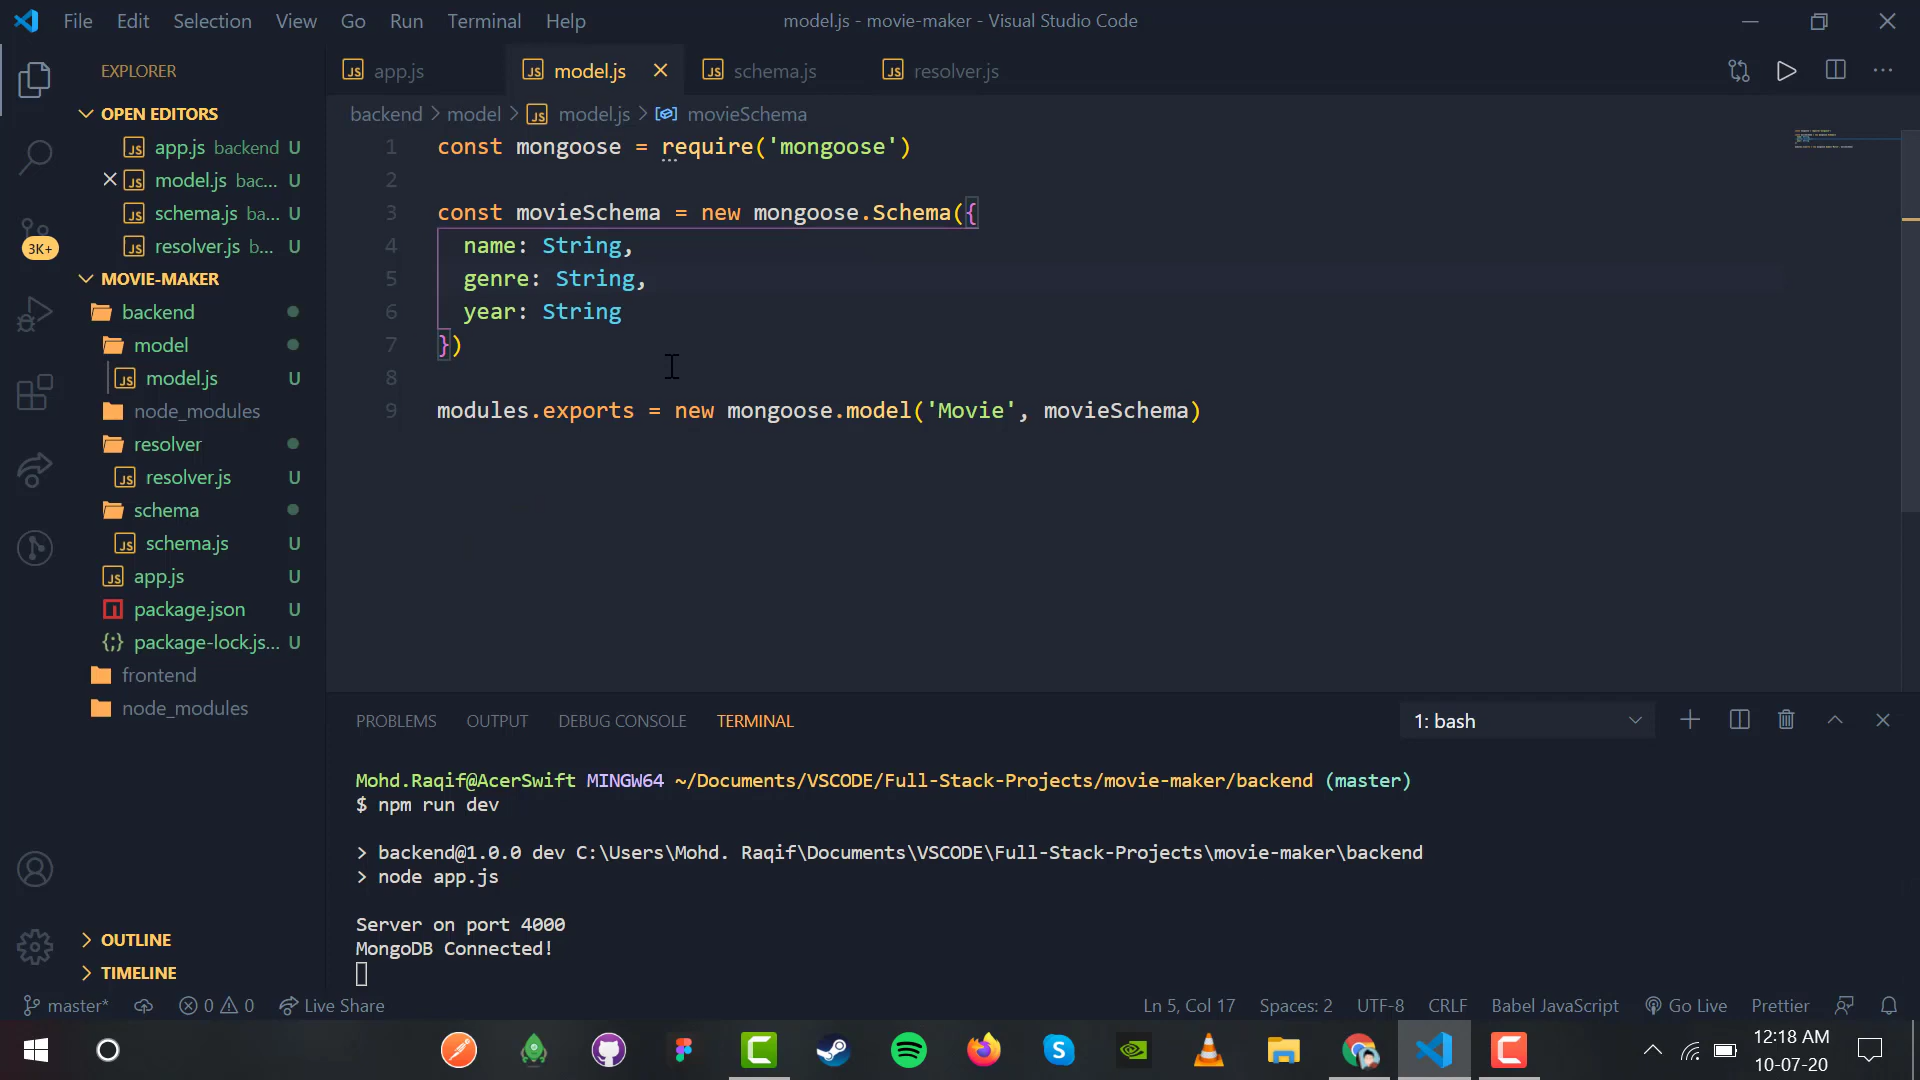 File Edit Selection View Go Run Terminal Help
model.js - movie-maker - Visual Studio Code
EXPLORER
OPEN EDITORS
app.js backend U
model.js bac... U
schema.js ba... U
resolver.js b... U
MOVIE-MAKER
backend
model
model.js U
node_modules
resolver
resolver.js U
schema
schema.js U
app.js U
package.json U
package-lock.js... U
frontend
node_modules
OUTLINE
TIMELINE
3K+
app.js model.js schema.js resolver.js
backend > model > model.js > movieSchema
1 const mongoose = require('mongoose')
2
3 const movieSchema = new mongoose.Schema({
4 name: String,
5 genre: String,
6 year: String
7 })
8
9 modules.exports = new mongoose.model('Movie', movieSchema)
PROBLEMS OUTPUT DEBUG CONSOLE TERMINAL
1: bash
Mohd.Raqif@AcerSwift MINGW64 ~/Documents/VSCODE/Full-Stack-Projects/movie-maker/backend (master)
$ npm run dev
> backend@1.0.0 dev C:\Users\Mohd. Raqif\Documents\VSCODE\Full-Stack-Projects\movie-maker\backend
> node app.js
Server on port 4000
MongoDB Connected!
master* 0 0 Live Share
Ln 5, Col 17 Spaces: 2 UTF-8 CRLF Babel JavaScript Go Live Prettier
12:18 AM
10-07-20